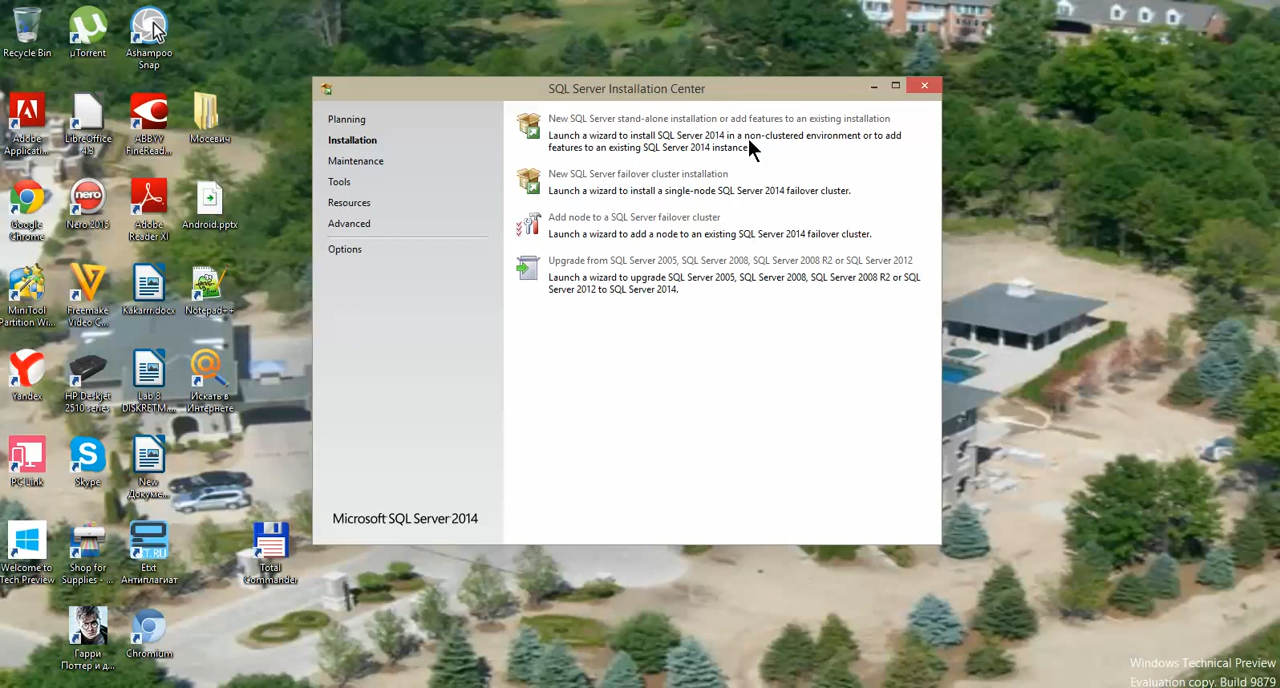 Recycle Bin
µTorrent
Ashampoo
Snap
Adobe
Applicati...
LibreOffice
4.3
ABBYY
FineRead...
Мосевич
Google
Chrome
Nero 2015
Adobe
Reader XI
Android.pptx
MiniTool
Partition Wi...
Freemake
Video C...
Kakarrr.docx
Notepad++
Yandex
HP Deskjet
2510 series
Lab 8
DISKRETM...
Искать в
Интернете
PC Link
Skype
New
Докуме...
Welcome to
Tech Preview
Shop for
Supplies - ...
ET.RU
Etxt
Антиплагиат
Total
Commander
Гарри
Поттер и д...
Chromium
SQL Server Installation Center
Planning
Installation
Maintenance
Tools
Resources
Advanced
Options
Microsoft SQL Server 2014
New SQL Server stand-alone installation or add features to an existing installation
Launch a wizard to install SQL Server 2014 in a non-clustered environment or to add
features to an existing SQL Server 2014 instance
New SQL Server failover cluster installation
Launch a wizard to install a single-node SQL Server 2014 failover cluster.
Add node to a SQL Server failover cluster
Launch a wizard to add a node to an existing SQL Server 2014 failover cluster.
Upgrade from SQL Server 2005, SQL Server 2008, SQL Server 2008 R2 or SQL Server 2012
Launch a wizard to upgrade SQL Server 2005, SQL Server 2008, SQL Server 2008 R2 or SQL
Server 2012 to SQL Server 2014.
Windows Technical Preview
Evaluation copy. Build 9879